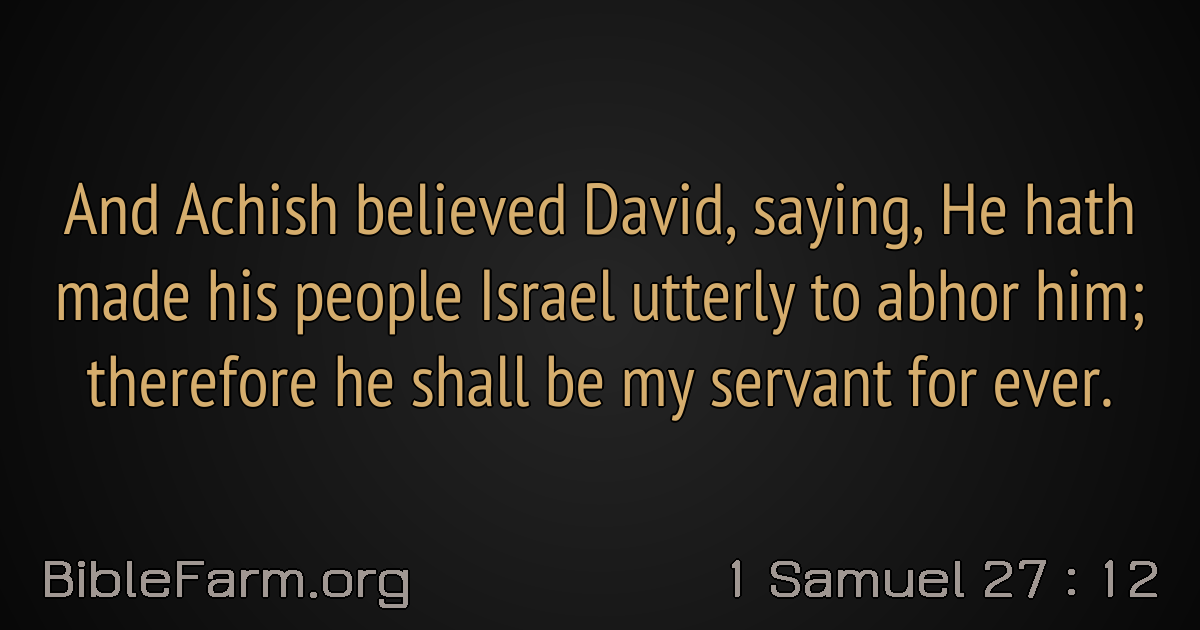 And Achish believed David, saying, He hath
made his people Israel utterly to abhor him;
therefore he shall be my servant for ever.
BibleFarm.org
1 Samuel 27 : 12